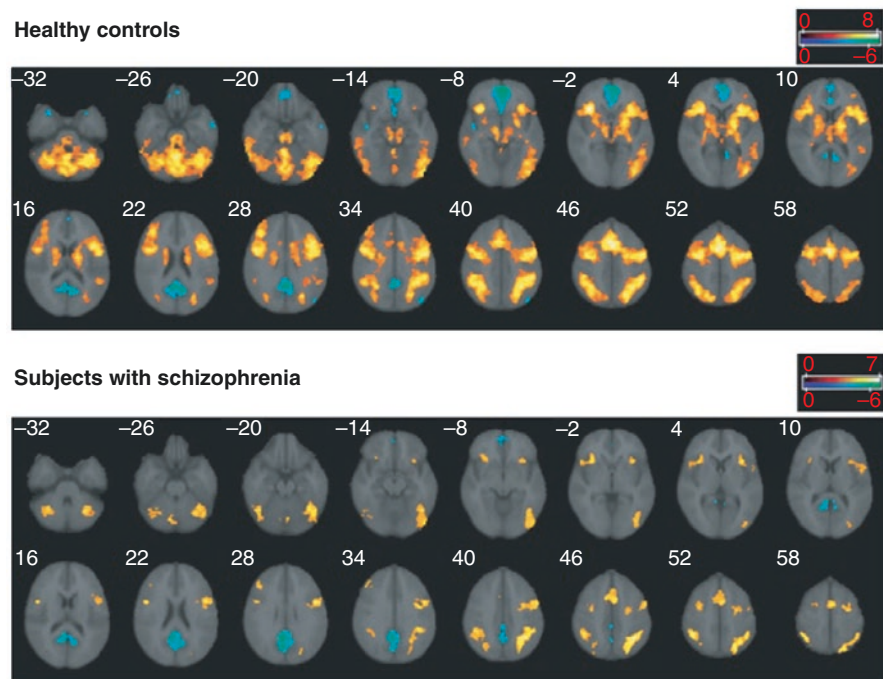 Healthy controls
0 8
0 −6
−32 −26 −20 −14 −8 −2 4 10
16 22 28 34 40 46 52 58
Subjects with schizophrenia
0 7
0 −6
−32 −26 −20 −14 −8 −2 4 10
16 22 28 34 40 46 52 58